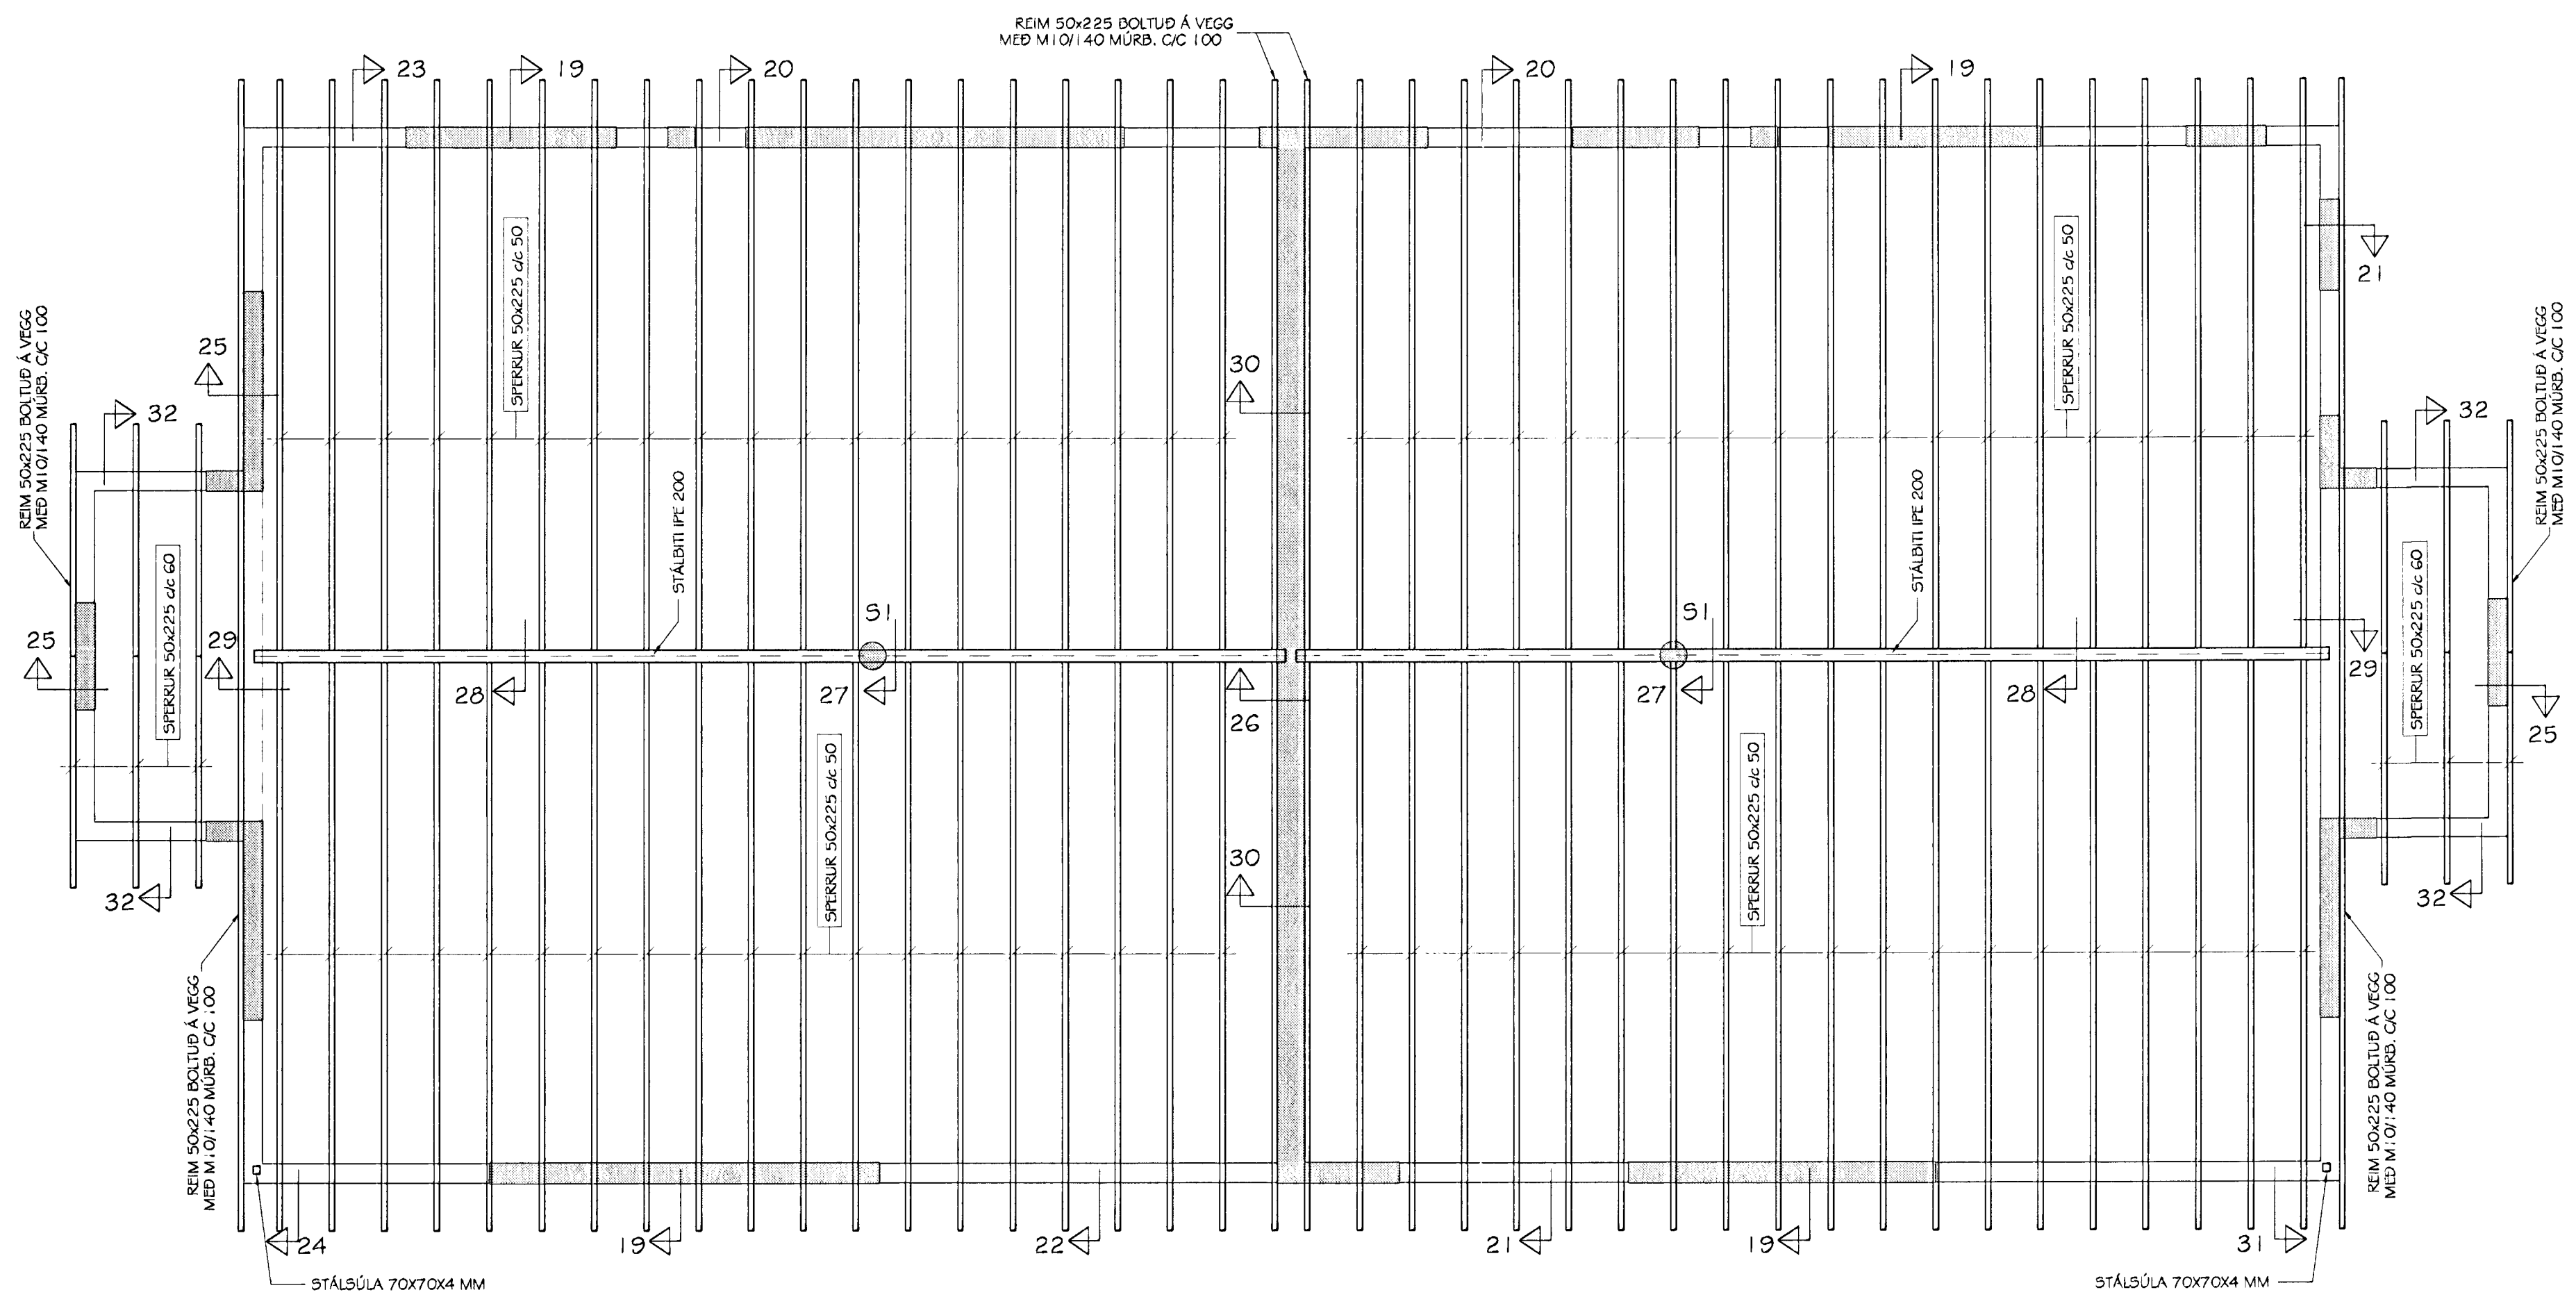 REIM 50x225 BOLTUÐ Á VEGG
MEÐ M10/140 MÚRB. C/C 100
23
19
20
20
19
SPERRUR 50x225 c/c 50
SPERRUR 50x225 c/c 50
21
REIM 50x225 BOLTUÐ Á VEGG
MEÐ M10/140 MÚRB. C/C 100
25
30
REIM 50x225 BOLTUÐ Á VEGG
MEÐ M10/140 MÚRB. C/C 100
32
32
STÁLBITI IPE 200
STÁLBITI IPE 200
SPERRUR 50x225 c/c 60
SPERRUR 50x225 c/c 60
S1
S1
25
29
28
27
26
27
28
29
25
SPERRUR 50x225 c/c 50
SPERRUR 50x225 c/c 50
30
32
32
REIM 50x225 BOLTUÐ Á VEGG
MEÐ M10/140 MÚRB. C/C 100
REIM 50x225 BOLTUÐ Á VEGG
MEÐ M10/140 MÚRB. C/C 100
24
19
22
21
19
31
STÁLSÚLA 70X70X4 MM
STÁLSÚLA 70X70X4 MM